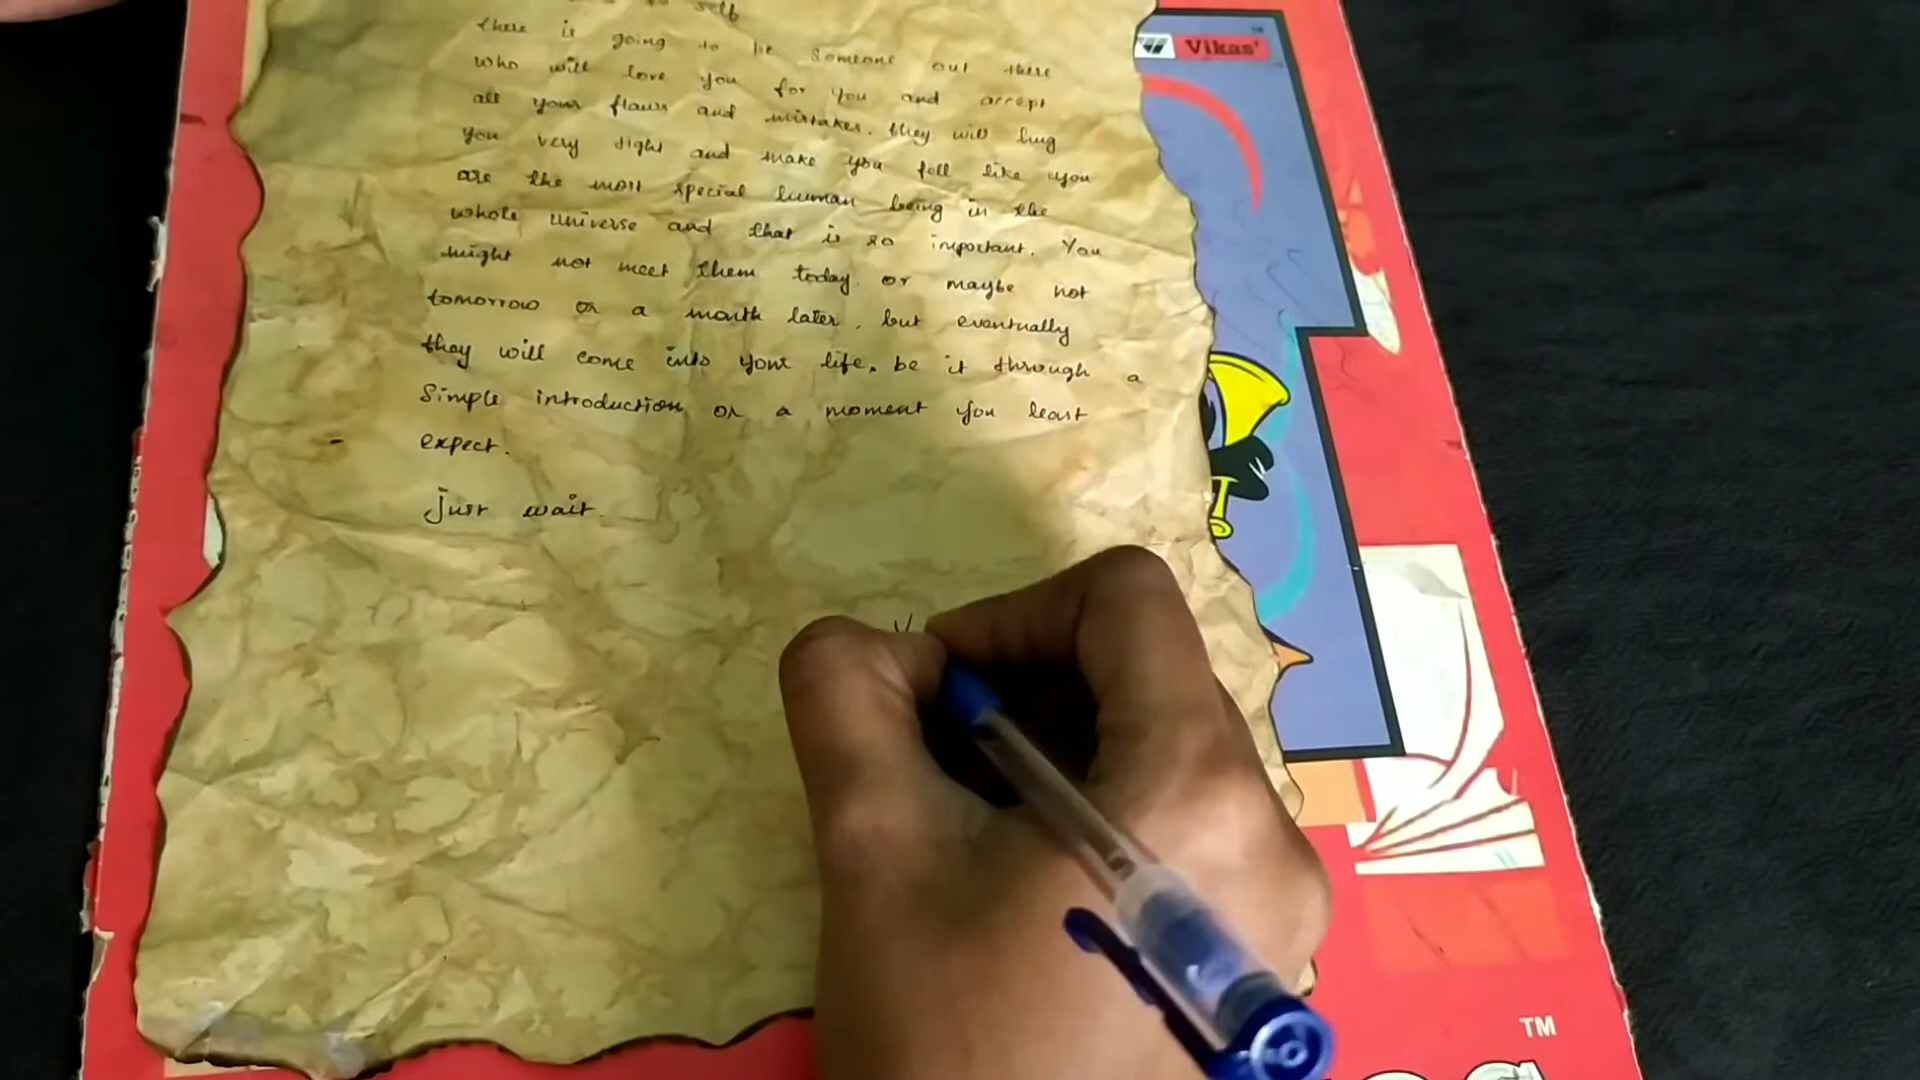 self
there is going to be someone out there
who will love you for you and accept
all your flaws and mistakes. they will hug
you very tight and make you fell like you
are the most special human being in the
whole universe and that is so important. You
might not meet them today. or maybe not
tomorrow or a month later, but eventually
they will come into your life. be it through a
Simple introduction or a moment you least
expect.
Just wait.
Vikas'
TM